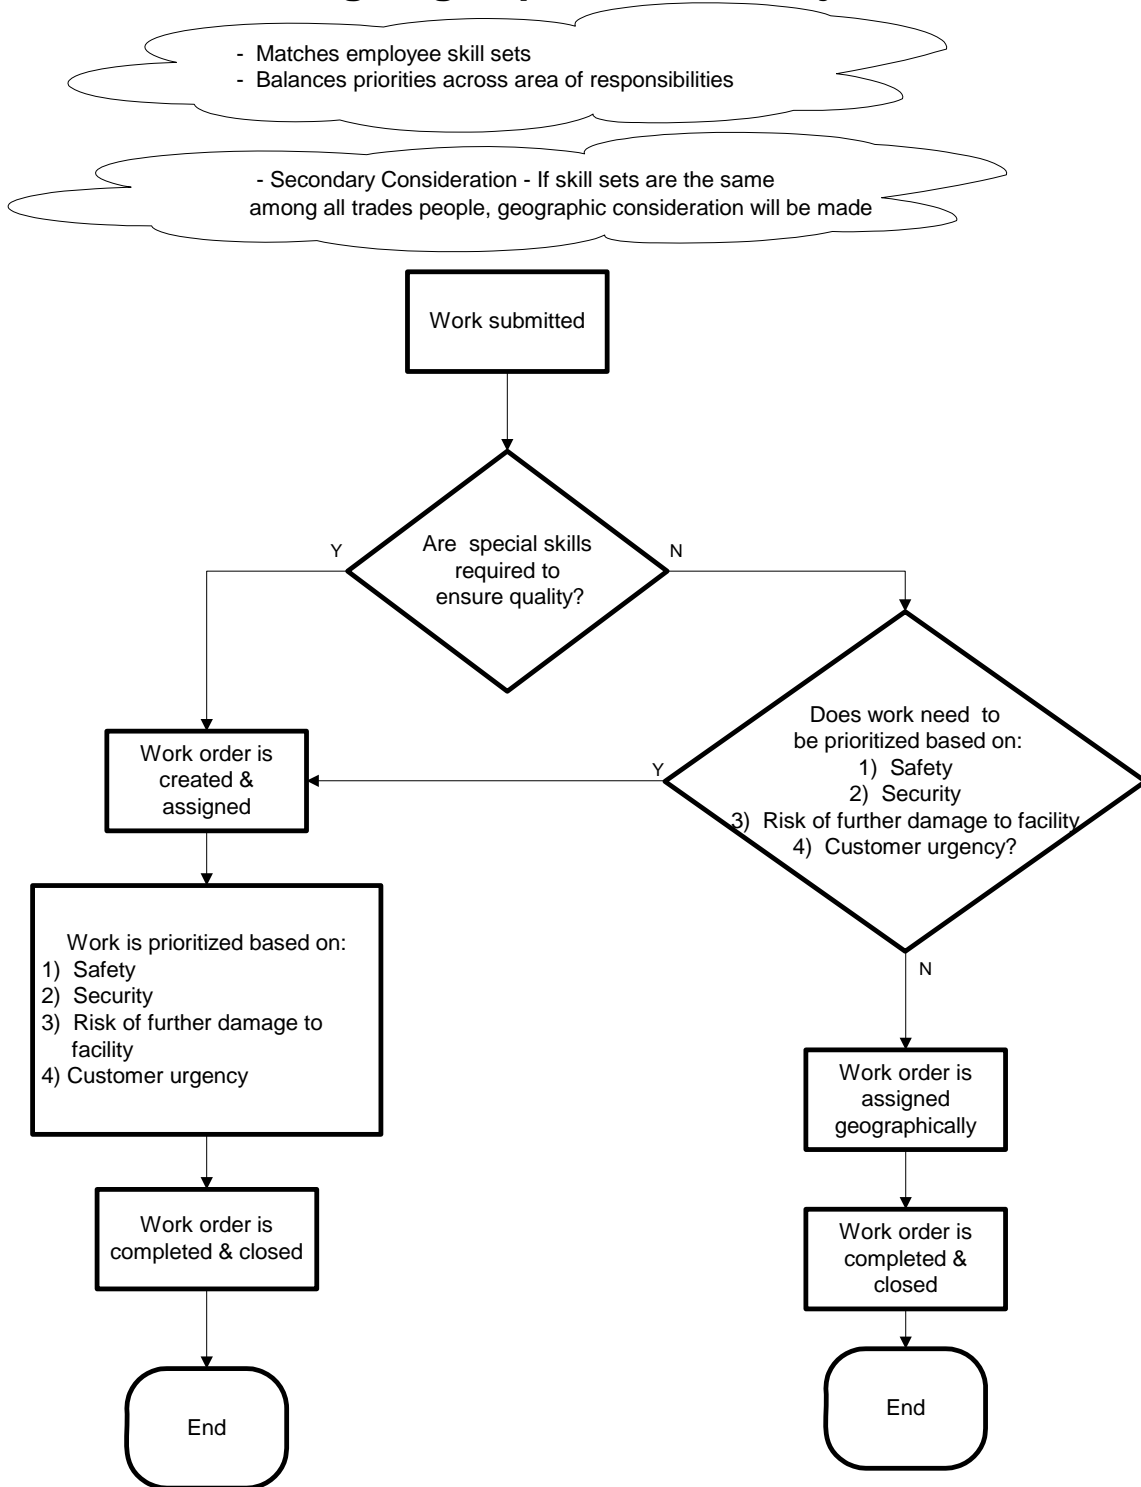 - Matches employee skill sets
- Balances priorities across area of responsibilities
- Secondary Consideration - If skill sets are the same
among all trades people, geographic consideration will be made
Work submitted
Are special skills
required to
ensure quality?
Y
N
Does work need to
be prioritized based on:
1) Safety
2) Security
3) Risk of further damage to facility
4) Customer urgency?
Y
N
Work order is
created &
assigned
Work is prioritized based on:
1) Safety
2) Security
3) Risk of further damage to
facility
4) Customer urgency
Work order is
completed & closed
End
Work order is
assigned
geographically
Work order is
completed &
closed
End